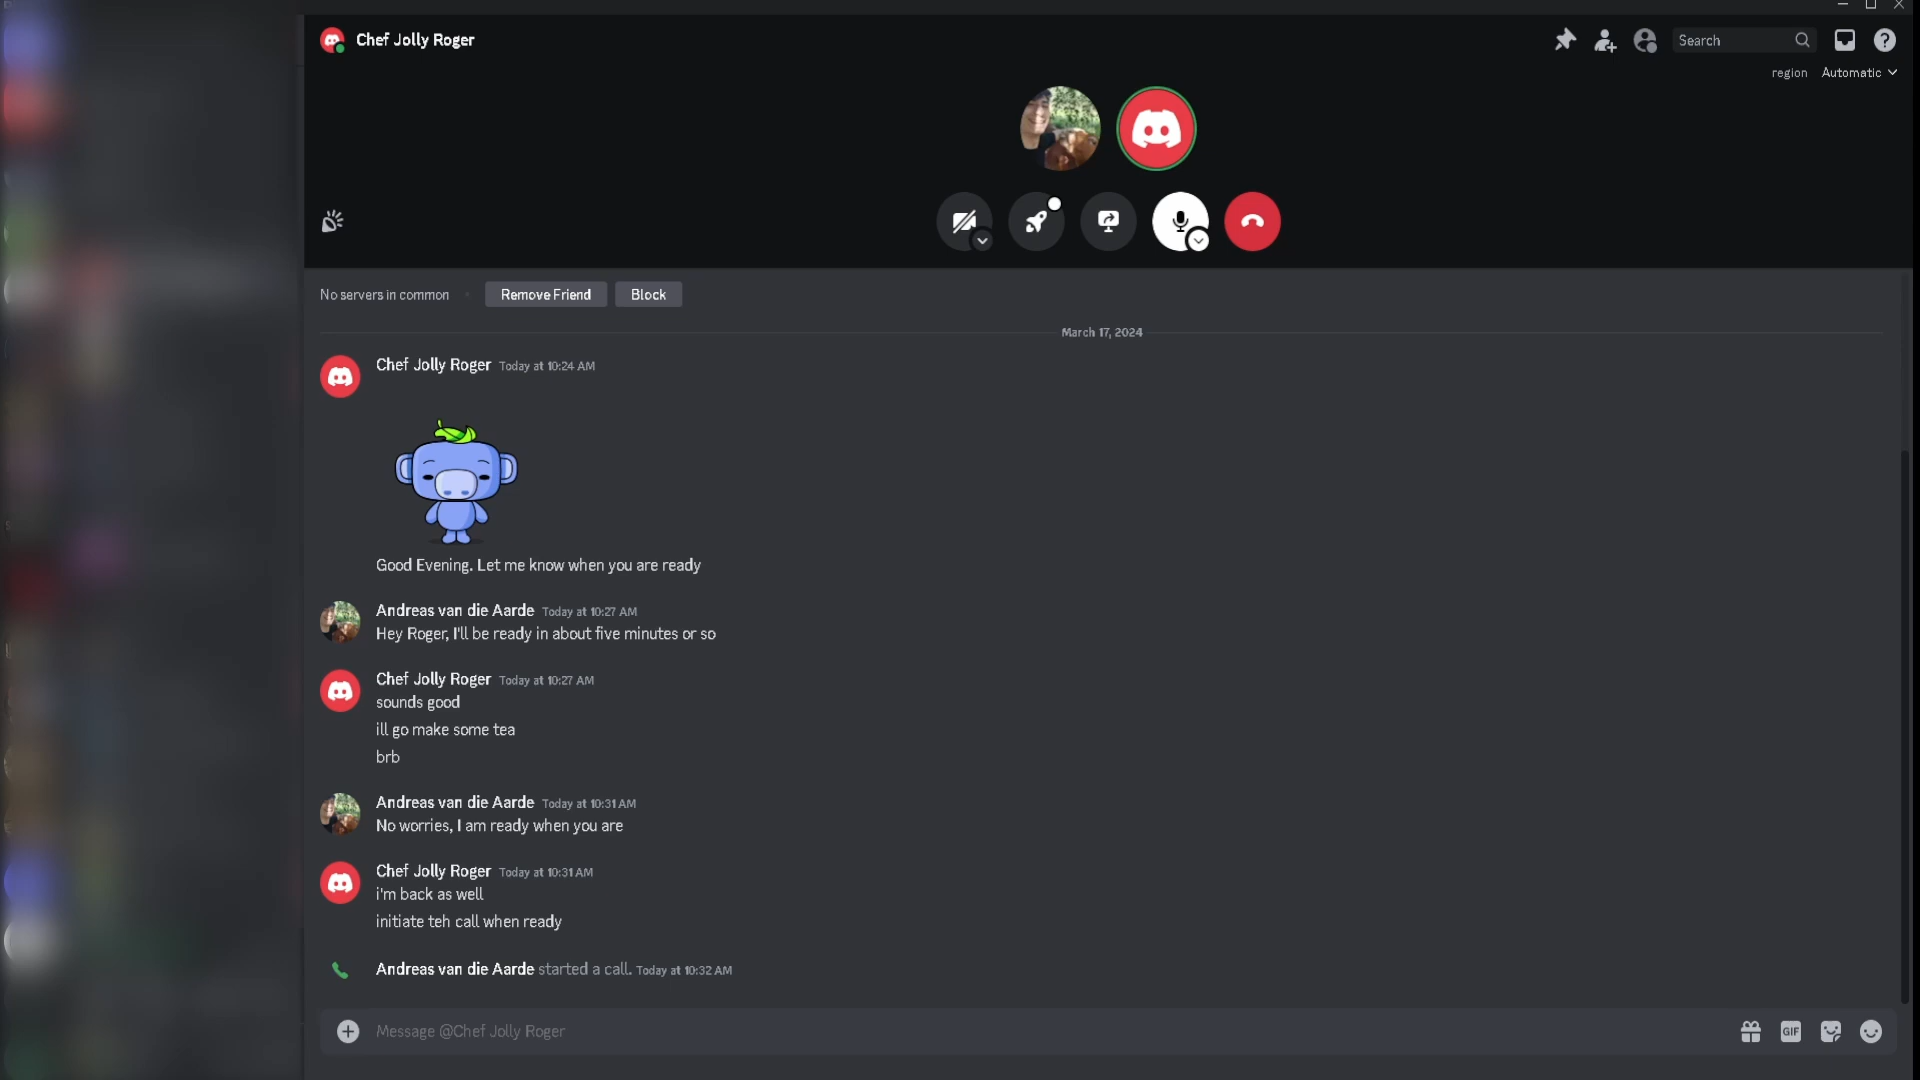 Chef Jolly Roger
Search
region Automatic
No servers in common Remove Friend Block
March 17, 2024
Chef Jolly Roger Today at 10:24 AM
Good Evening. Let me know when you are ready
Andreas van die Aarde Today at 10:27 AM
Hey Roger, I'll be ready in about five minutes or so
Chef Jolly Roger Today at 10:27 AM
sounds good
ill go make some tea
brb
Andreas van die Aarde Today at 10:31 AM
No worries, I am ready when you are
Chef Jolly Roger Today at 10:31 AM
i'm back as well
initiate teh call when ready
Andreas van die Aarde started a call. Today at 10:32 AM
Message @Chef Jolly Roger
GIF